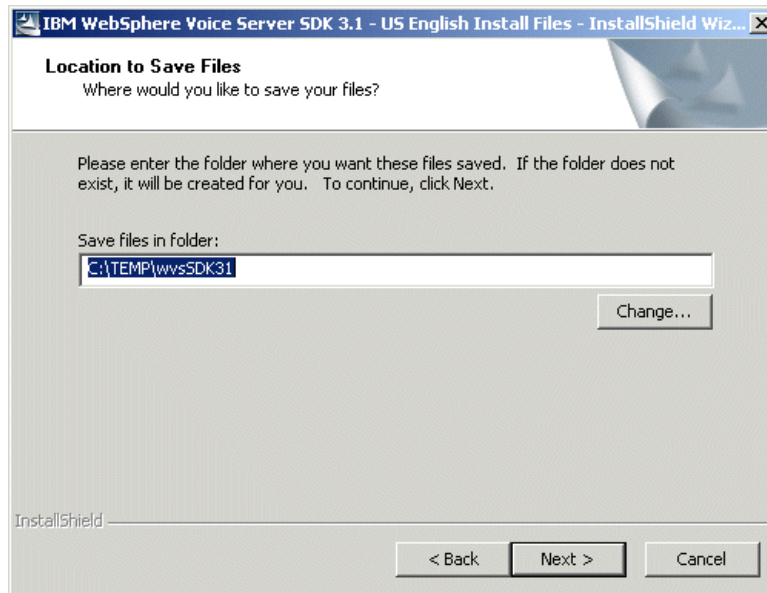 IBM WebSphere Voice Server SDK 3.1 - US English Install Files - InstallShield Wiz...
Location to Save Files
Where would you like to save your files?
Please enter the folder where you want these files saved.  If the folder does not
exist, it will be created for you.   To continue, click Next.
Save files in folder:
C:\TEMP\wvsSDK31
Change...
InstallShield
< Back
Next >
Cancel